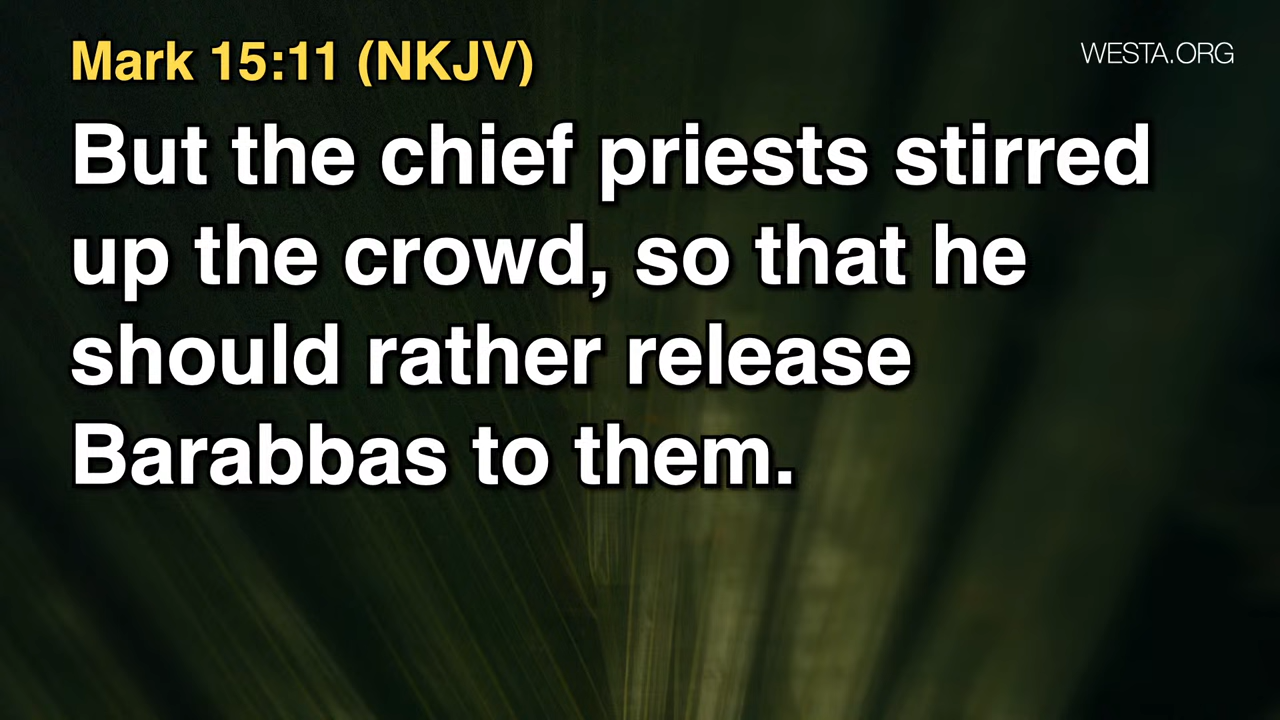 Mark 15:11 (NKJV)
WESTA.ORG
But the chief priests stirred
up the crowd, so that he
should rather release
Barabbas to them.